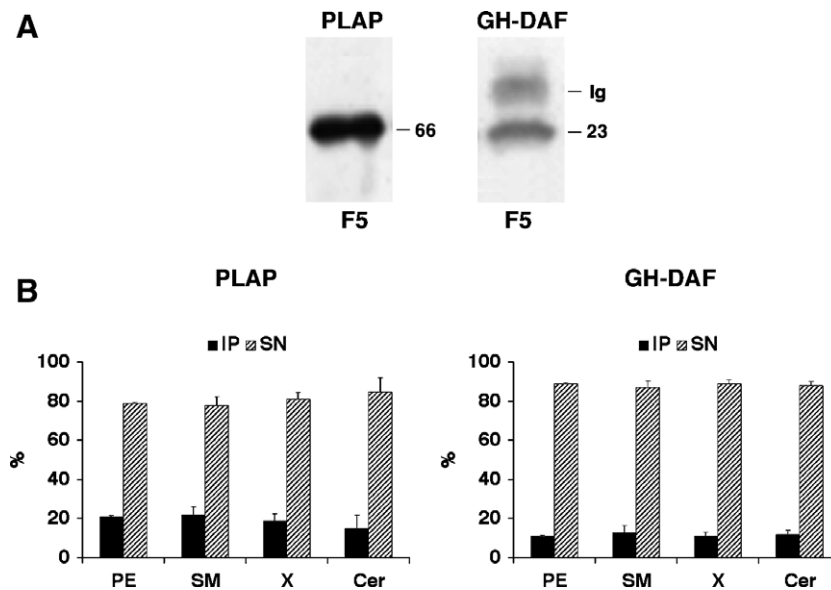 A
PLAP
GH-DAF
Ig
66
23
F5
F5
B
PLAP
GH-DAF
IP SN
IP SN
100
80
60
40
20
0
%
PE SM X Cer
100
80
60
40
20
0
%
PE SM X Cer